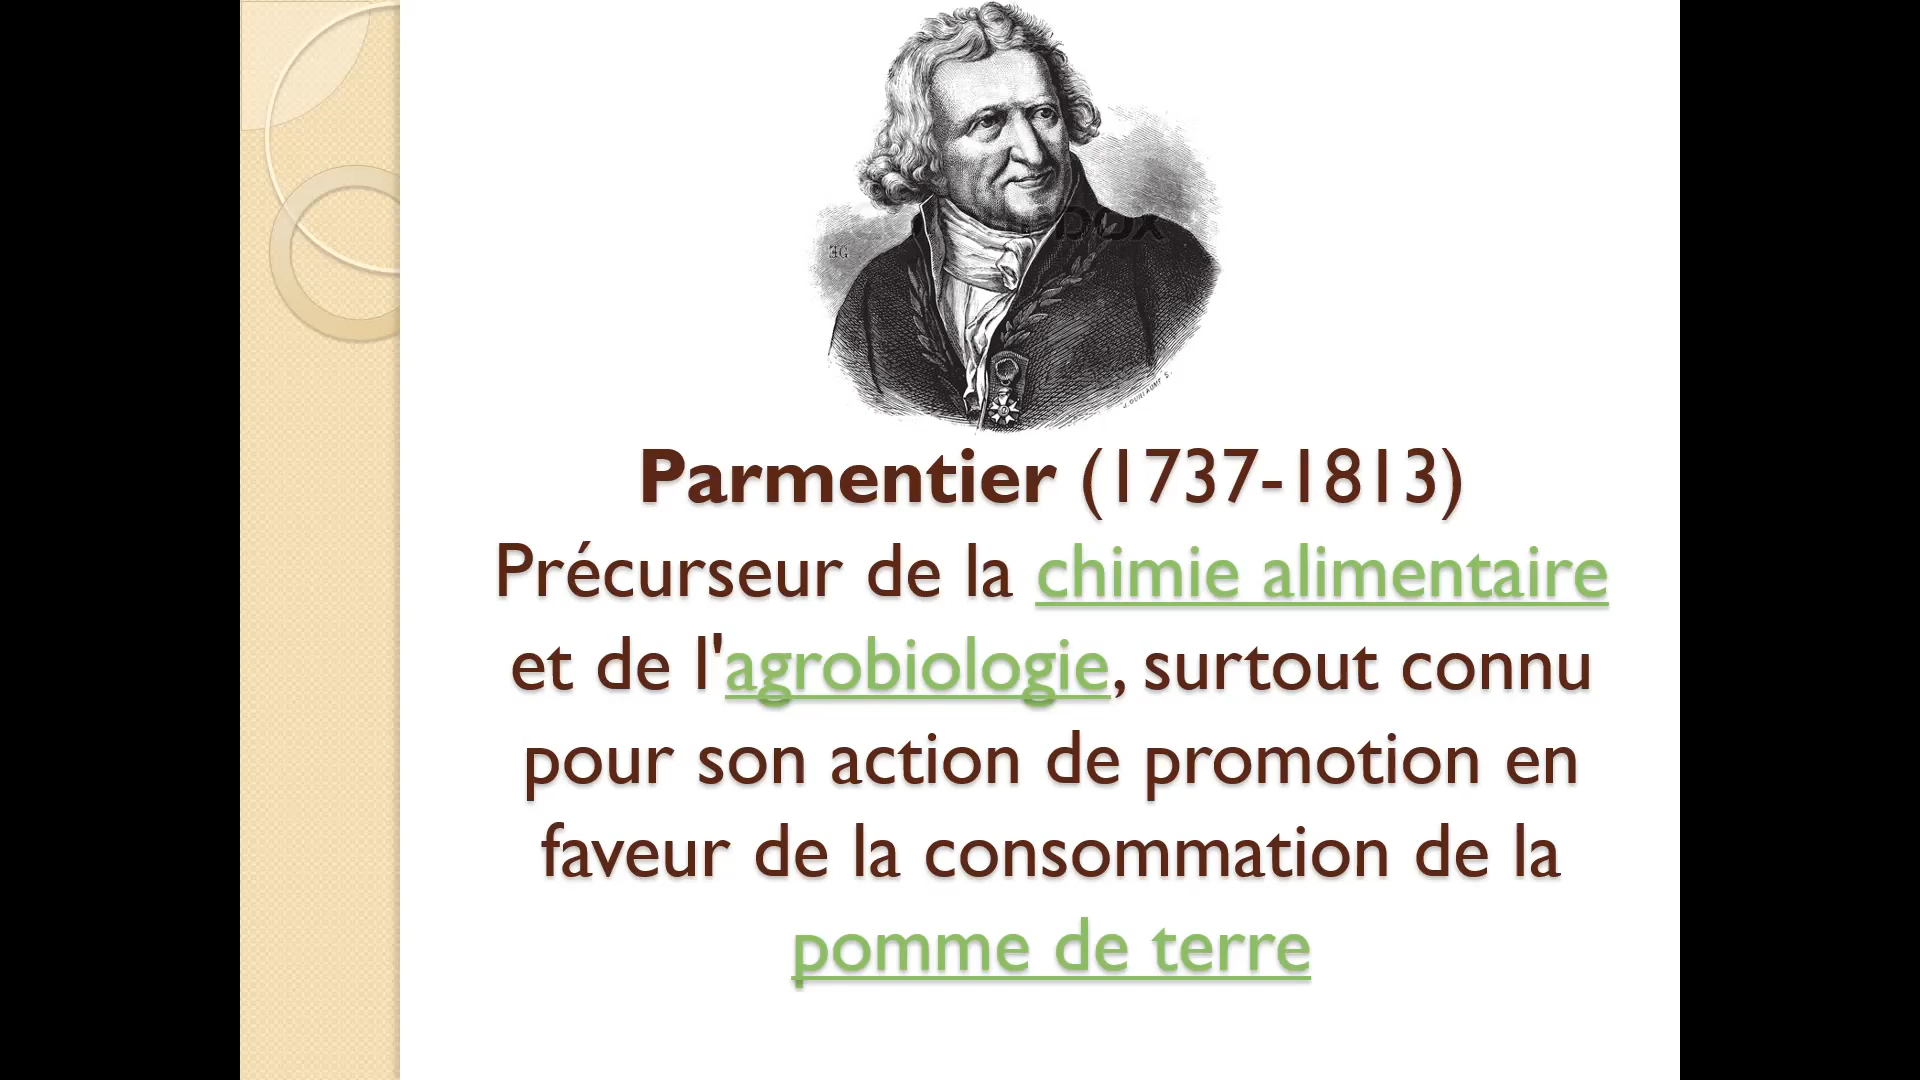 Parmentier (1737-1813)
Précurseur de la chimie alimentaire
et de l'agrobiologie, surtout connu
pour son action de promotion en
faveur de la consommation de la
pomme de terre